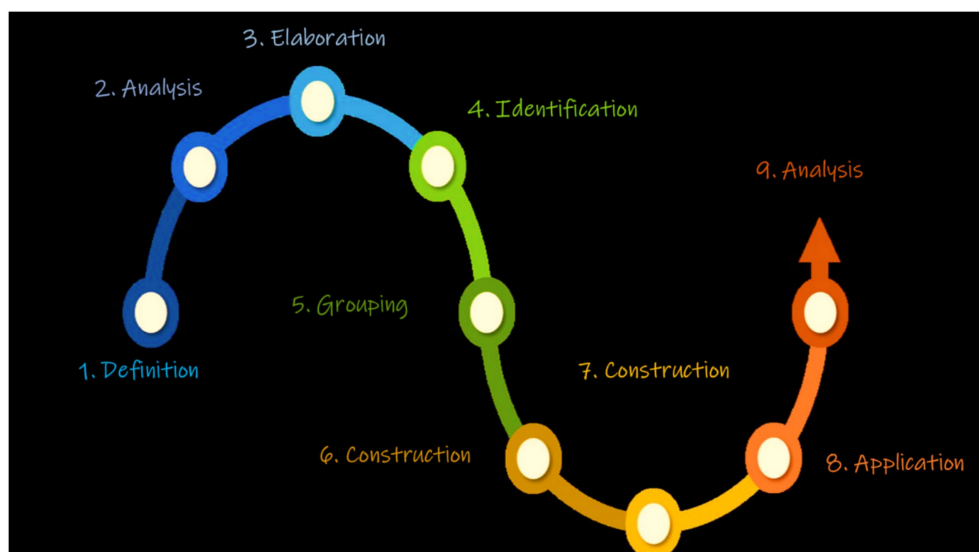 1. Definition
2. Analysis
3. Elaboration
4. Identification
5. Grouping
6. Construction
7. Construction
8. Application
9. Analysis